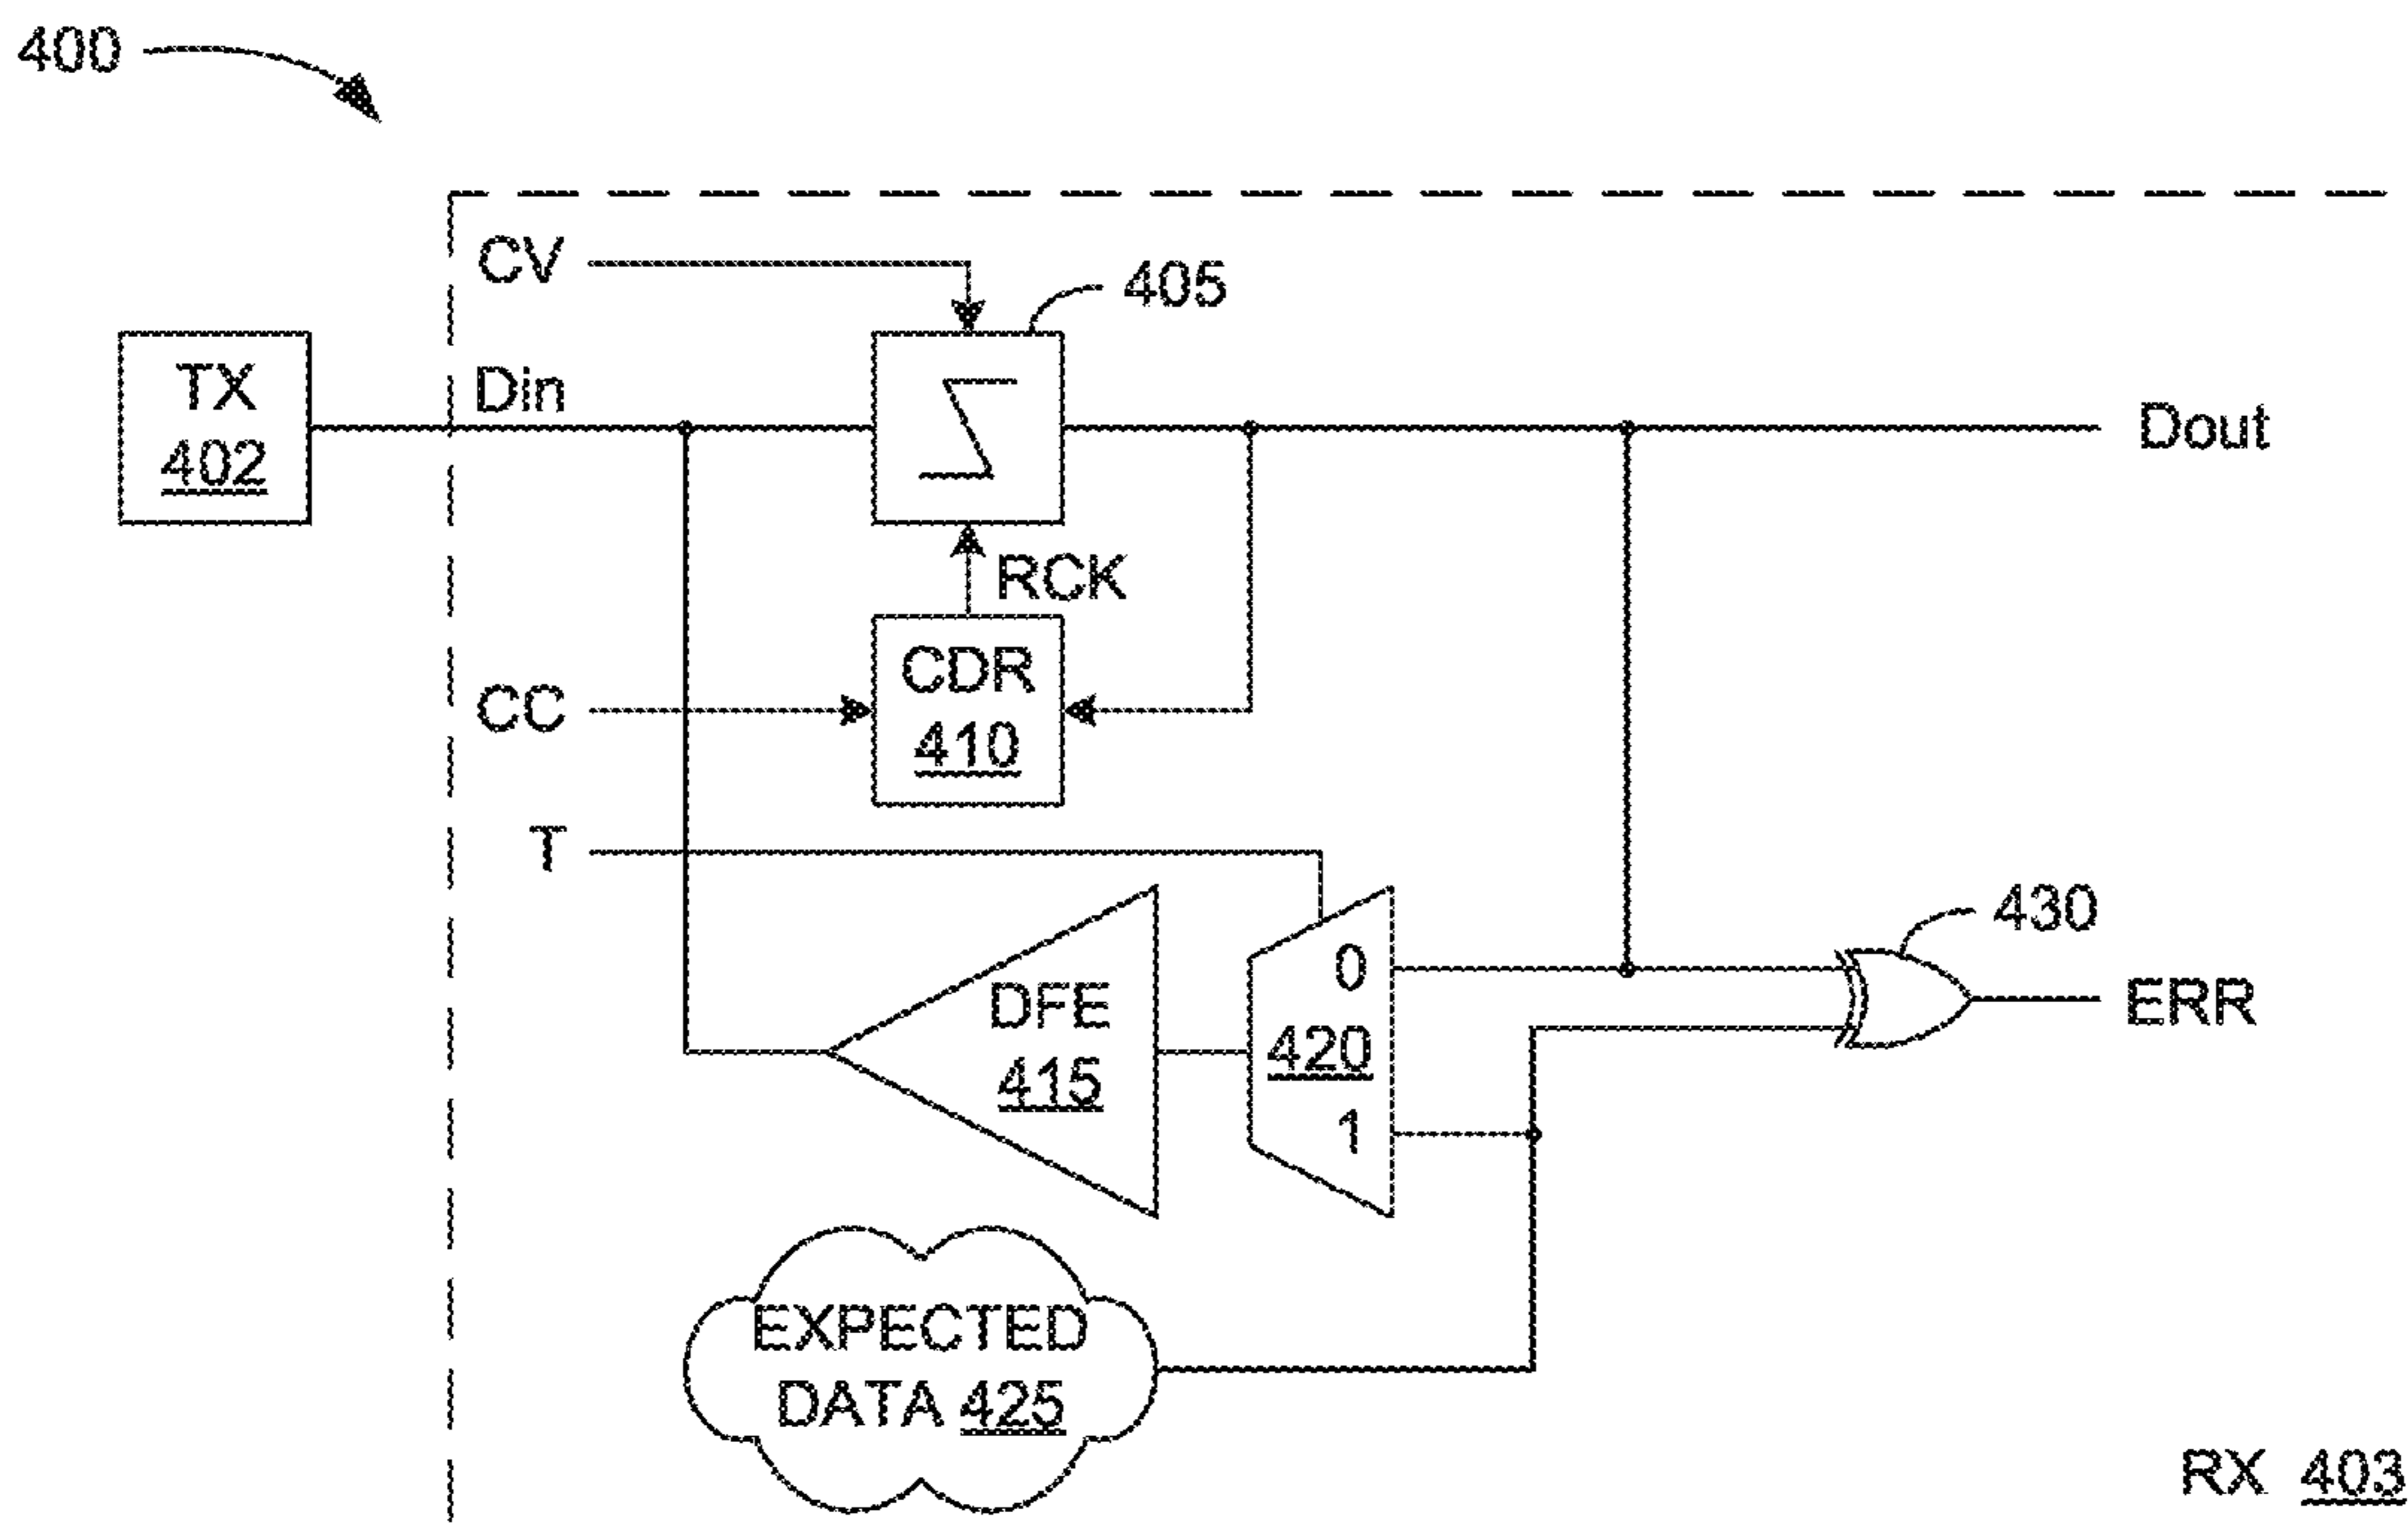 400
CV
405
TX
402
Din
Dout
RCK
CC
CDR
410
T
430
0
DFE
415
420
ERR
1
EXPECTED
DATA 425
RX 403